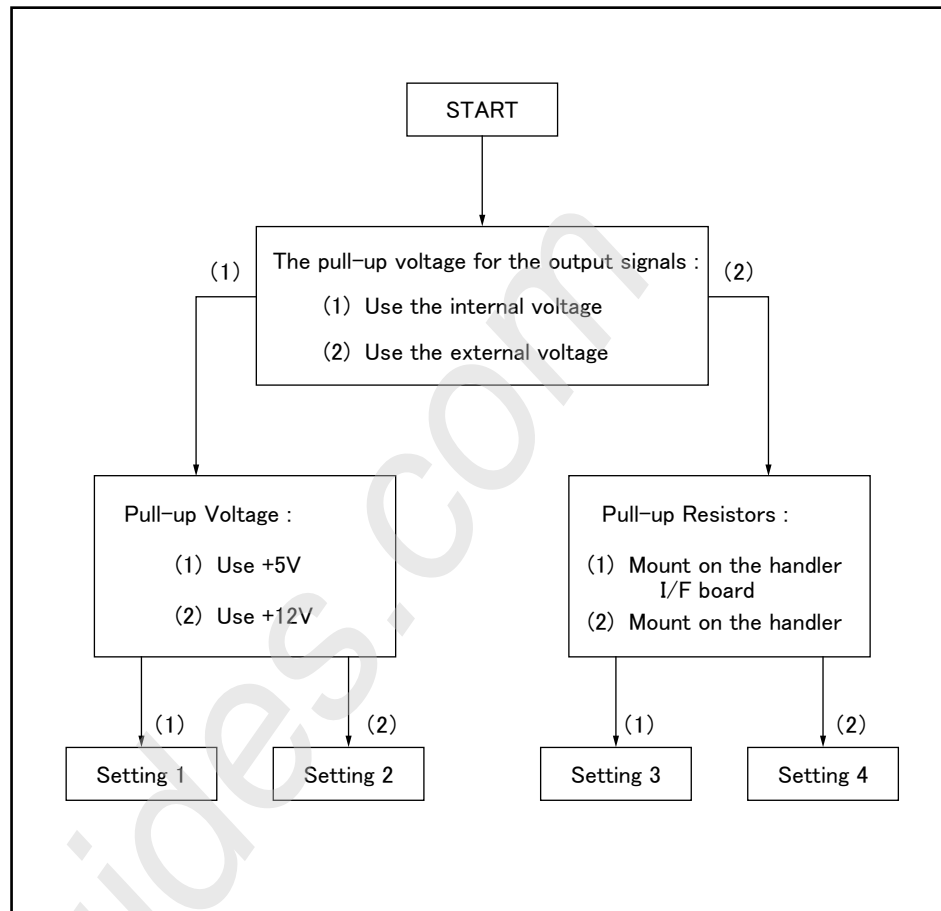 START
The pull-up voltage for the output signals :
(1) Use the internal voltage
(2) Use the external voltage
(1)
(2)
Pull-up Voltage :
(1) Use +5V
(2) Use +12V
Pull-up Resistors :
(1) Mount on the handler
I/F board
(2) Mount on the handler
(1)
(2)
(1)
(2)
Setting 1
Setting 2
Setting 3
Setting 4
ides.com